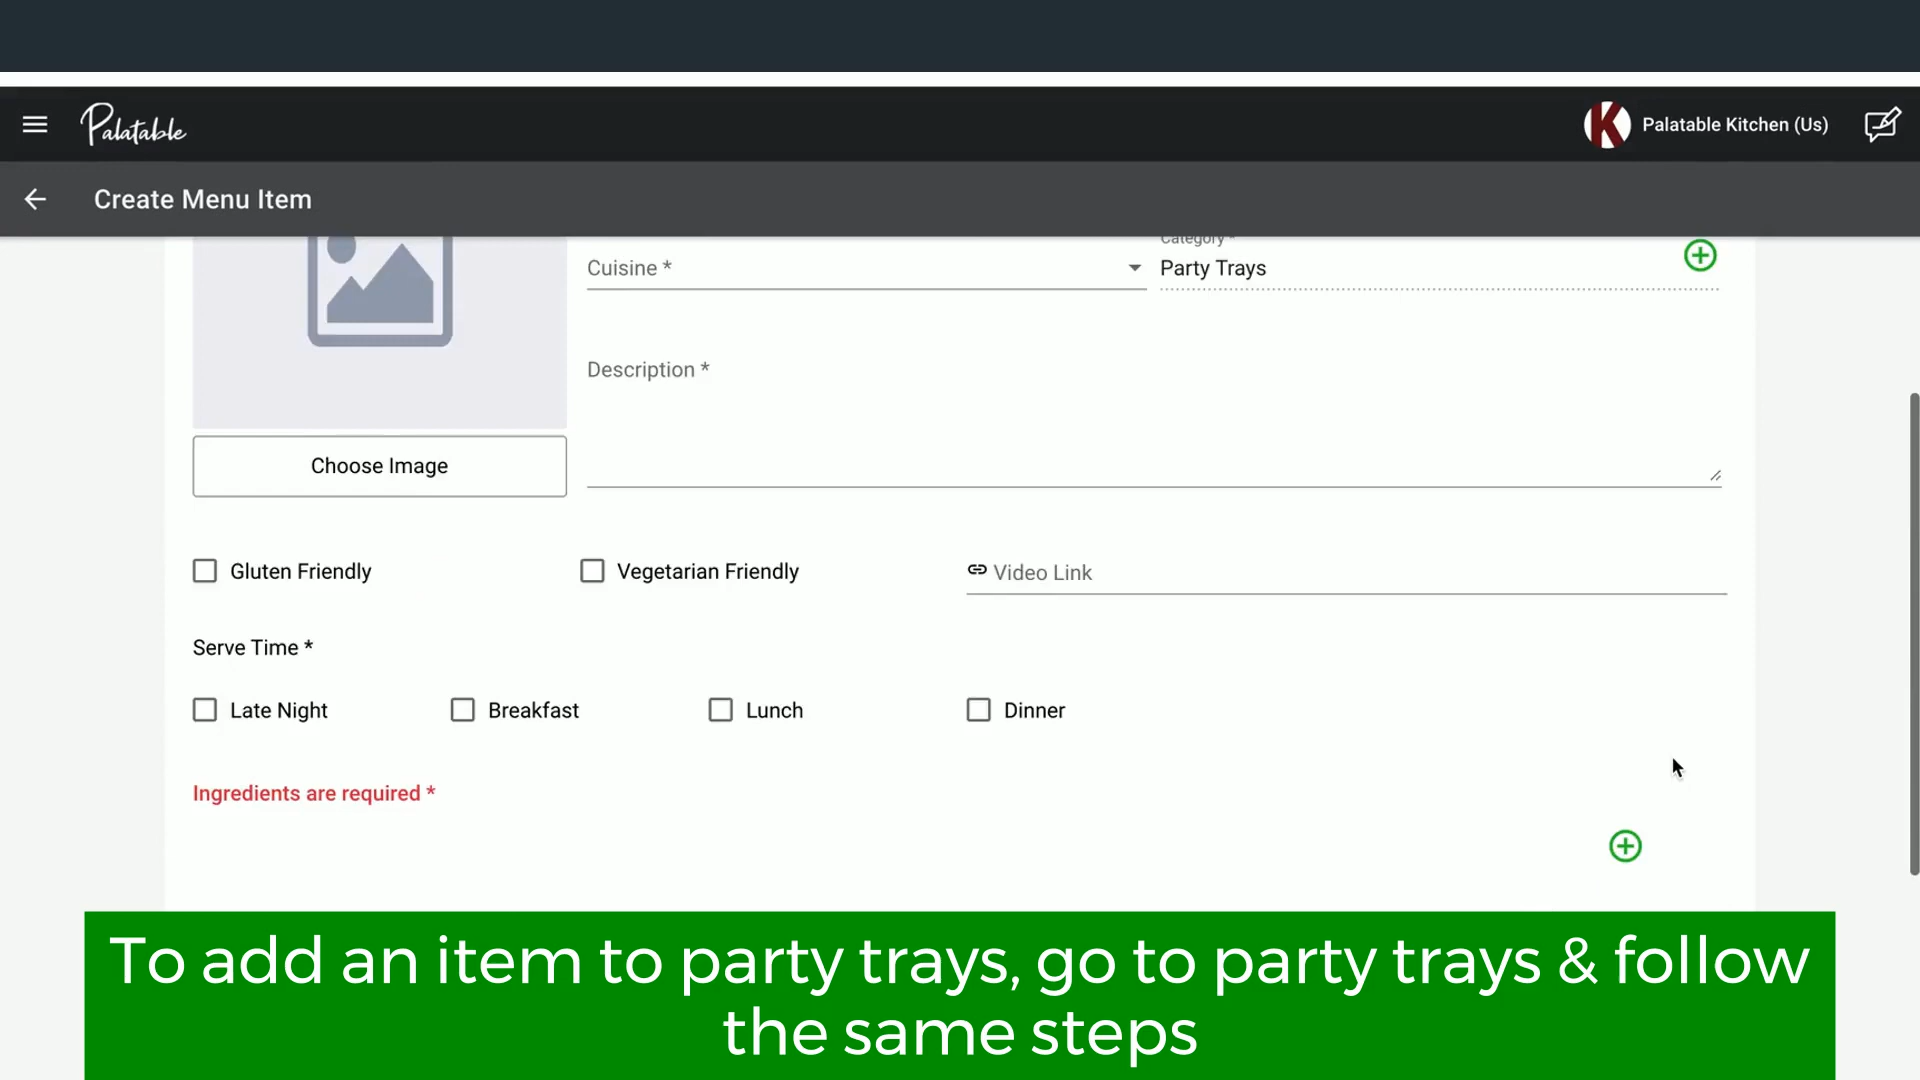 Palatable
Palatable Kitchen (Us)
Create Menu Item
Category *
Cuisine *
Party Trays
Description *
Choose Image
Gluten Friendly
Vegetarian Friendly
Video Link
Serve Time *
Late Night
Breakfast
Lunch
Dinner
Ingredients are required *
To add an item to party trays, go to party trays & follow
the same steps